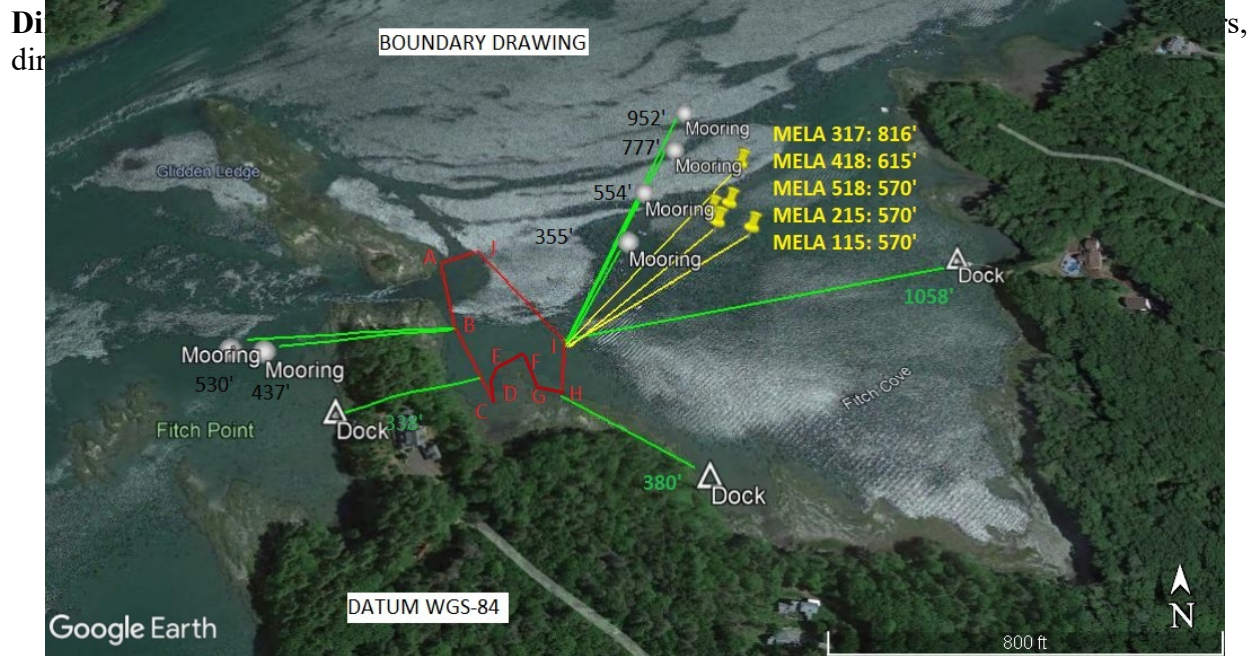 Di
s,
dir
BOUNDARY DRAWING
952'
Mooring
MELA 317: 816'
777'
Mooring
MELA 418: 615'
Glidden Ledge
554'
MELA 518: 570'
Mooring
MELA 215: 570'
355'
MELA 115: 570'
Mooring
A
J
Dock
1058'
B
I
Mooring
Mooring
530'
437'
E
F
D
G
H
C
Fitch Cove
Dock
Fitch Point
380'
Dock
DATUM WGS-84
Google Earth
N
800 ft